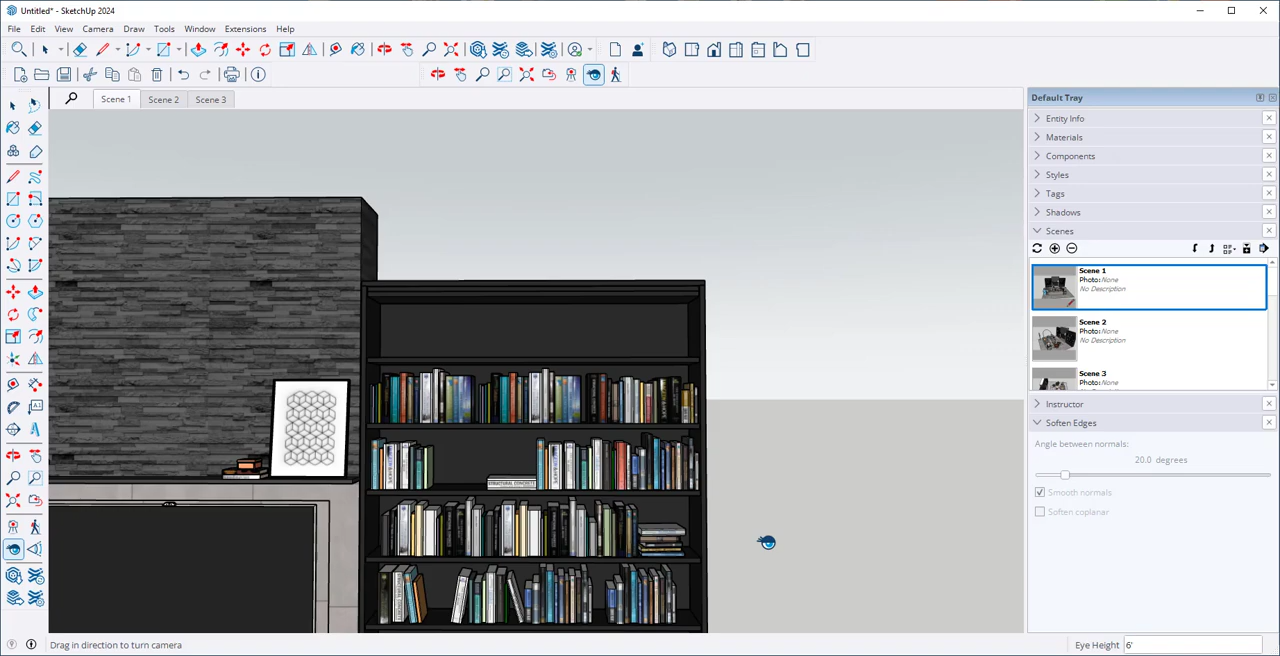 Untitled* - SketchUp 2024
File Edit View Camera Draw Tools Window Extensions Help
Scene 1 Scene 2 Scene 3
Default Tray
Entity Info
Materials
Components
Styles
Tags
Shadows
Scenes
Scene 1
Photo: None
No Description
Scene 2
Photo: None
No Description
Scene 3
Photo: None
Instructor
Soften Edges
Angle between normals:
20.0 degrees
Smooth normals
Soften coplanar
STRUCTURAL CONCRETE
Drag in direction to turn camera
Eye Height 6'